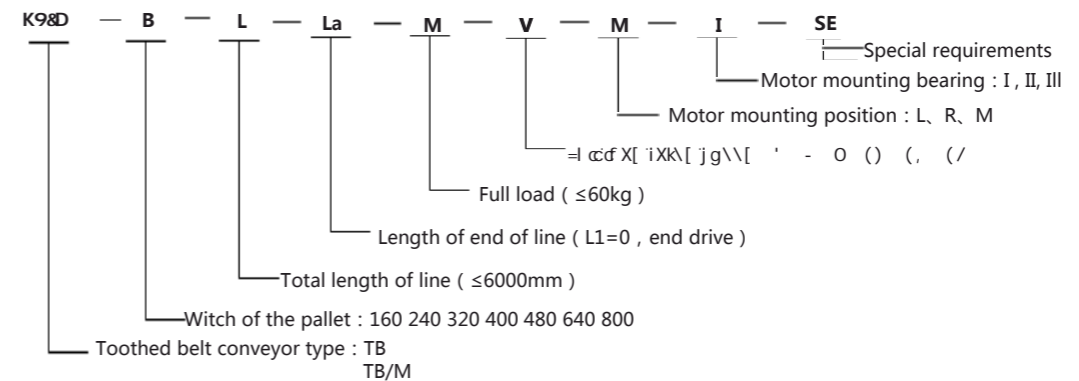 K9&D — B — L — La — M — V — M — I — SE
Special requirements
Motor mounting bearing : I , II, Ill
Motor mounting position : L、R、M
Full load ( ≤60kg )
Length of end of line ( L1=0 , end drive )
Total length of line ( ≤6000mm )
Witch of the pallet : 160 240 320 400 480 640 800
Toothed belt conveyor type : TB
TB/M